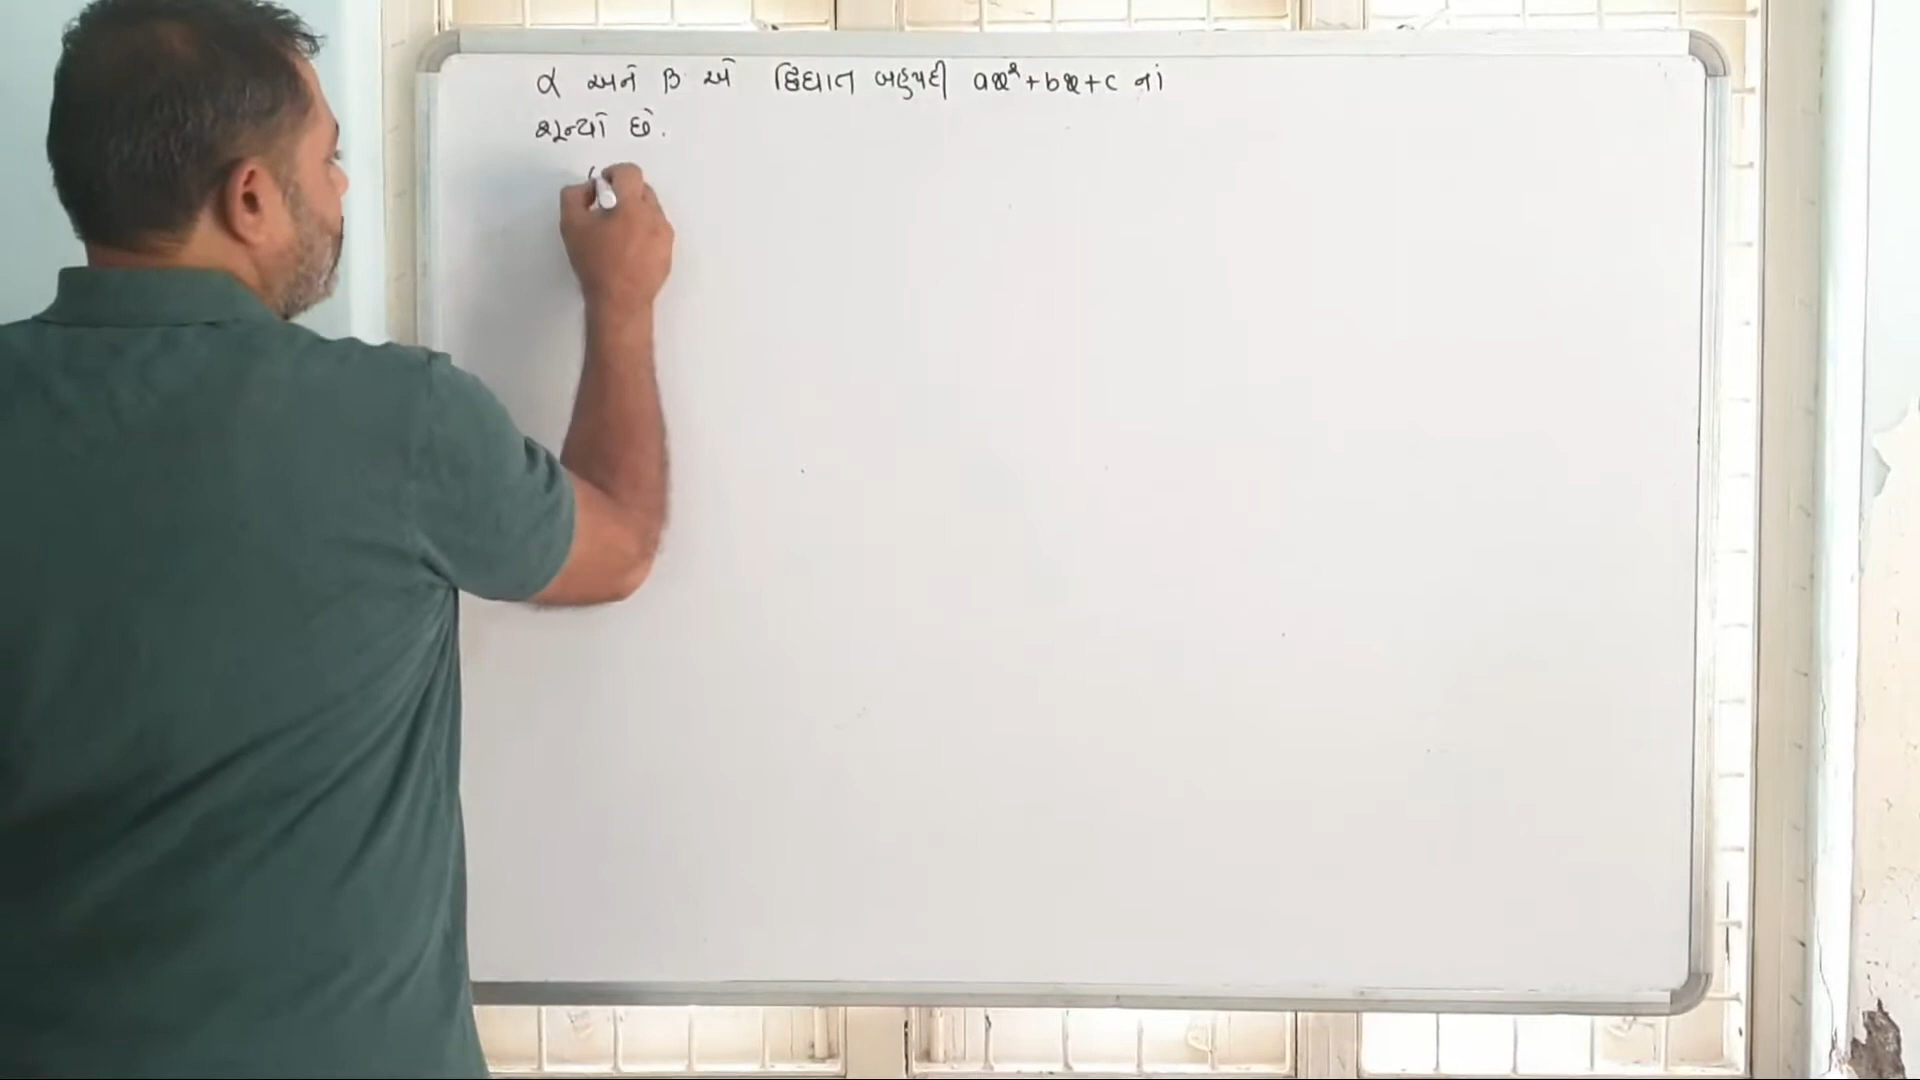 α અને β એ દ્વિઘાત બહુપદી ax²+bx+c નાં
શૂન્યો છે.